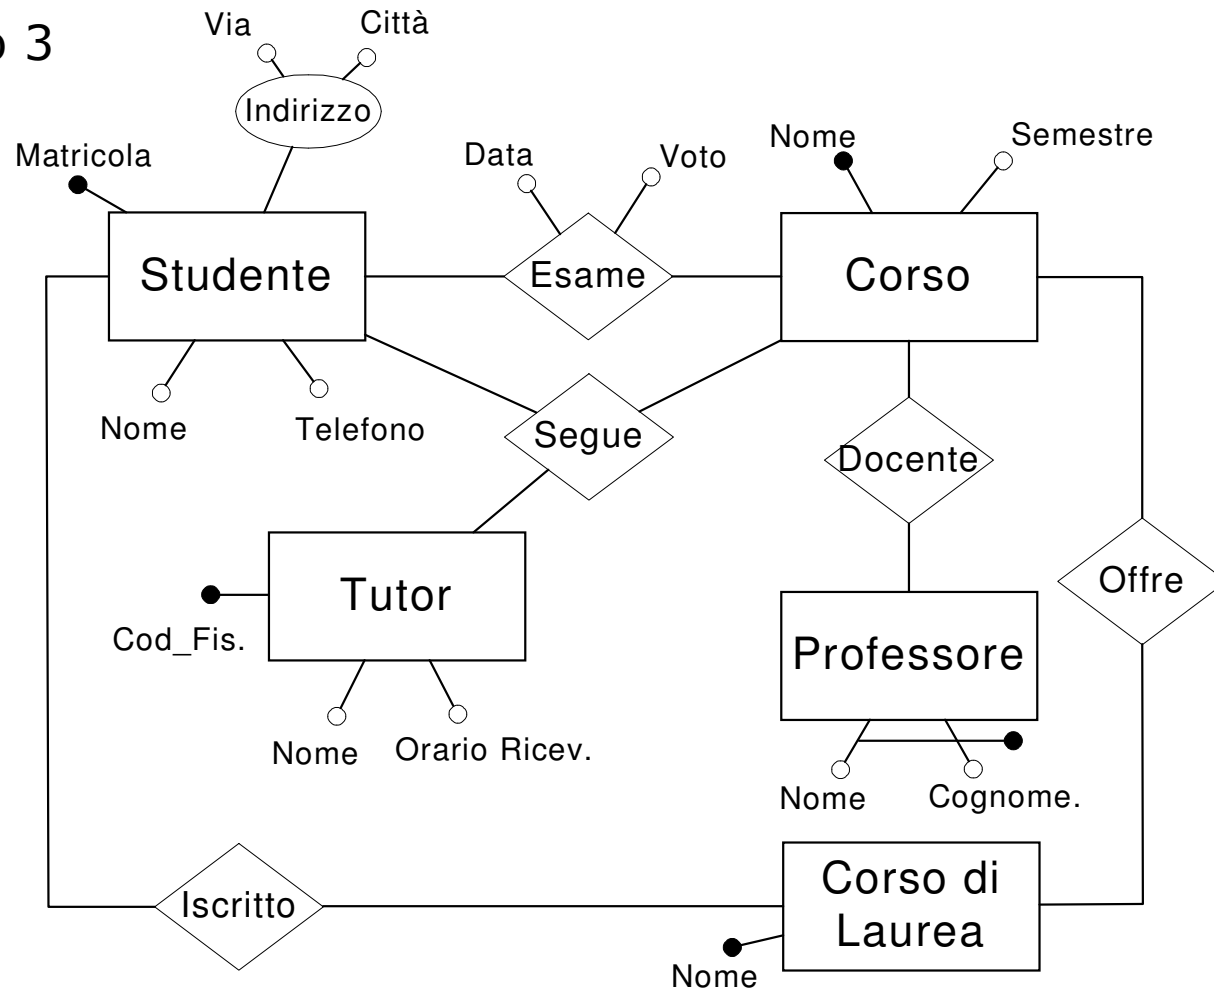 o 3
Via
Città
Indirizzo
Matricola
Data
Voto
Nome
Semestre
Studente
Esame
Corso
Nome
Telefono
Segue
Docente
Tutor
Offre
Cod_Fis.
Professore
Nome
Orario Ricev.
Nome
Cognome.
Iscritto
Corso di
Laurea
Nome